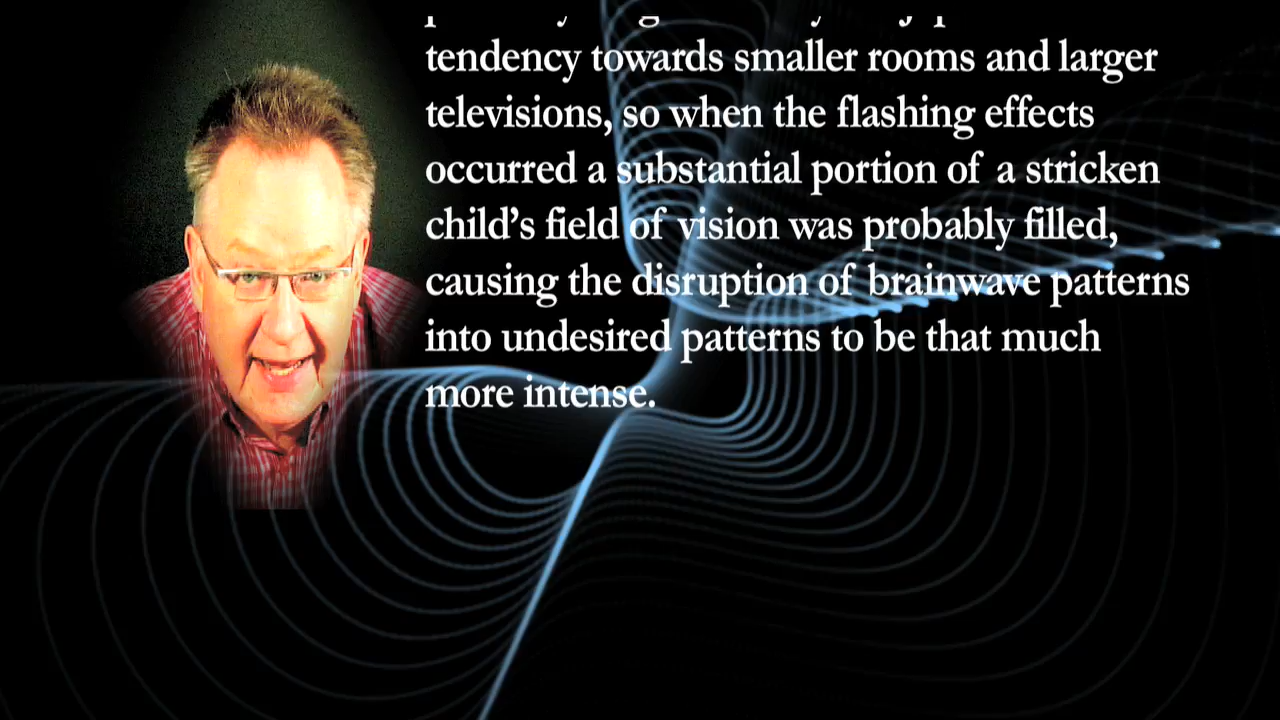 tendency towards smaller rooms and larger
televisions, so when the flashing effects
occurred a substantial portion of a stricken
child’s field of vision was probably filled,
causing the disruption of brainwave patterns
into undesired patterns to be that much
more intense.